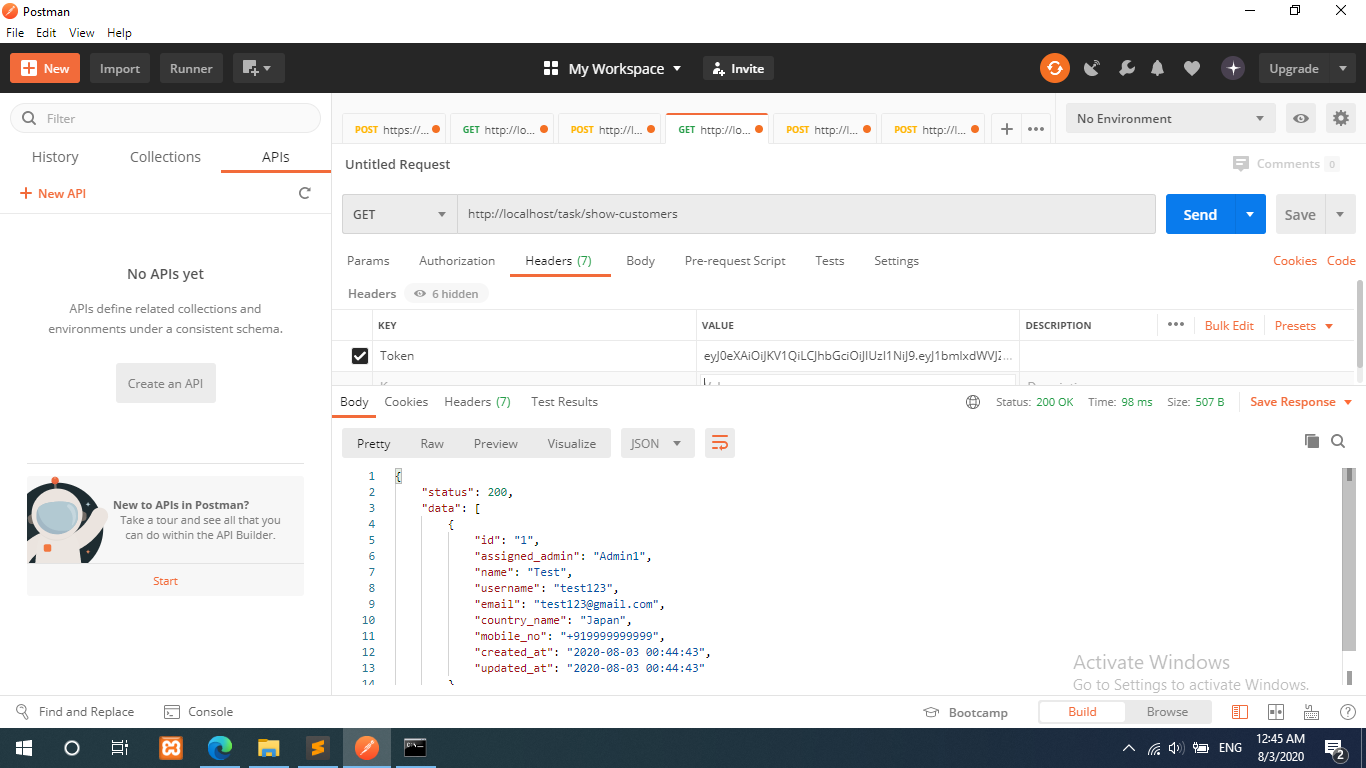 Postman
File Edit View Help
New Import Runner My Workspace Invite Upgrade
Filter
History Collections APIs
New API
No APIs yet
APIs define related collections and
environments under a consistent schema.
Create an API
New to APIs in Postman?
Take a tour and see all that you
can do within the API Builder.
Start
POST https://... GET http://lo... POST http://l... GET http://lo... POST http://l... POST http://l... No Environment
Untitled Request Comments 0
GET http://localhost/task/show-customers Send Save
Params Authorization Headers (7) Body Pre-request Script Tests Settings Cookies Code
Headers 6 hidden
KEY VALUE DESCRIPTION Bulk Edit Presets
Token
Body Cookies Headers (7) Test Results Status: 200 OK Time: 98 ms Size: 507 B Save Response
Pretty Raw Preview Visualize JSON
1 {
2 "status": 200,
3 "data": [
4 {
5 "id": "1",
6 "assigned_admin": "Admin1",
7 "name": "Test",
8 "username": "test123",
9 "email": "test123@gmail.com",
10 "country_name": "Japan",
11 "mobile_no": "+919999999999",
12 "created_at": "2020-08-03 00:44:43",
13 "updated_at": "2020-08-03 00:44:43"
14 }
Activate Windows
Go to Settings to activate Windows.
Find and Replace Console Bootcamp Build Browse
ENG 12:45 AM
8/3/2020 2